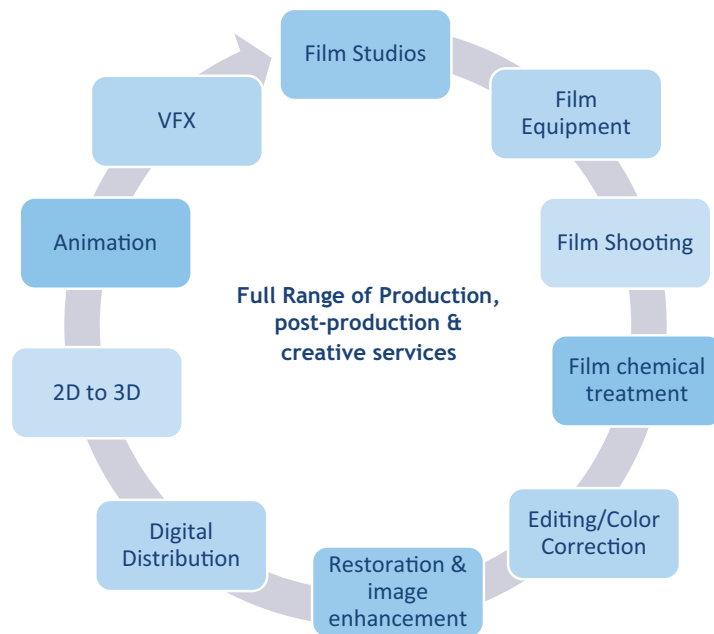 Film Studios
Film
Equipment
Film Shooting
Film chemical
treatment
Editing/Color
Correction
Restoration &
image
enhancement
Digital
Distribution
2D to 3D
Animation
VFX
Full Range of Production,
post-production &
creative services